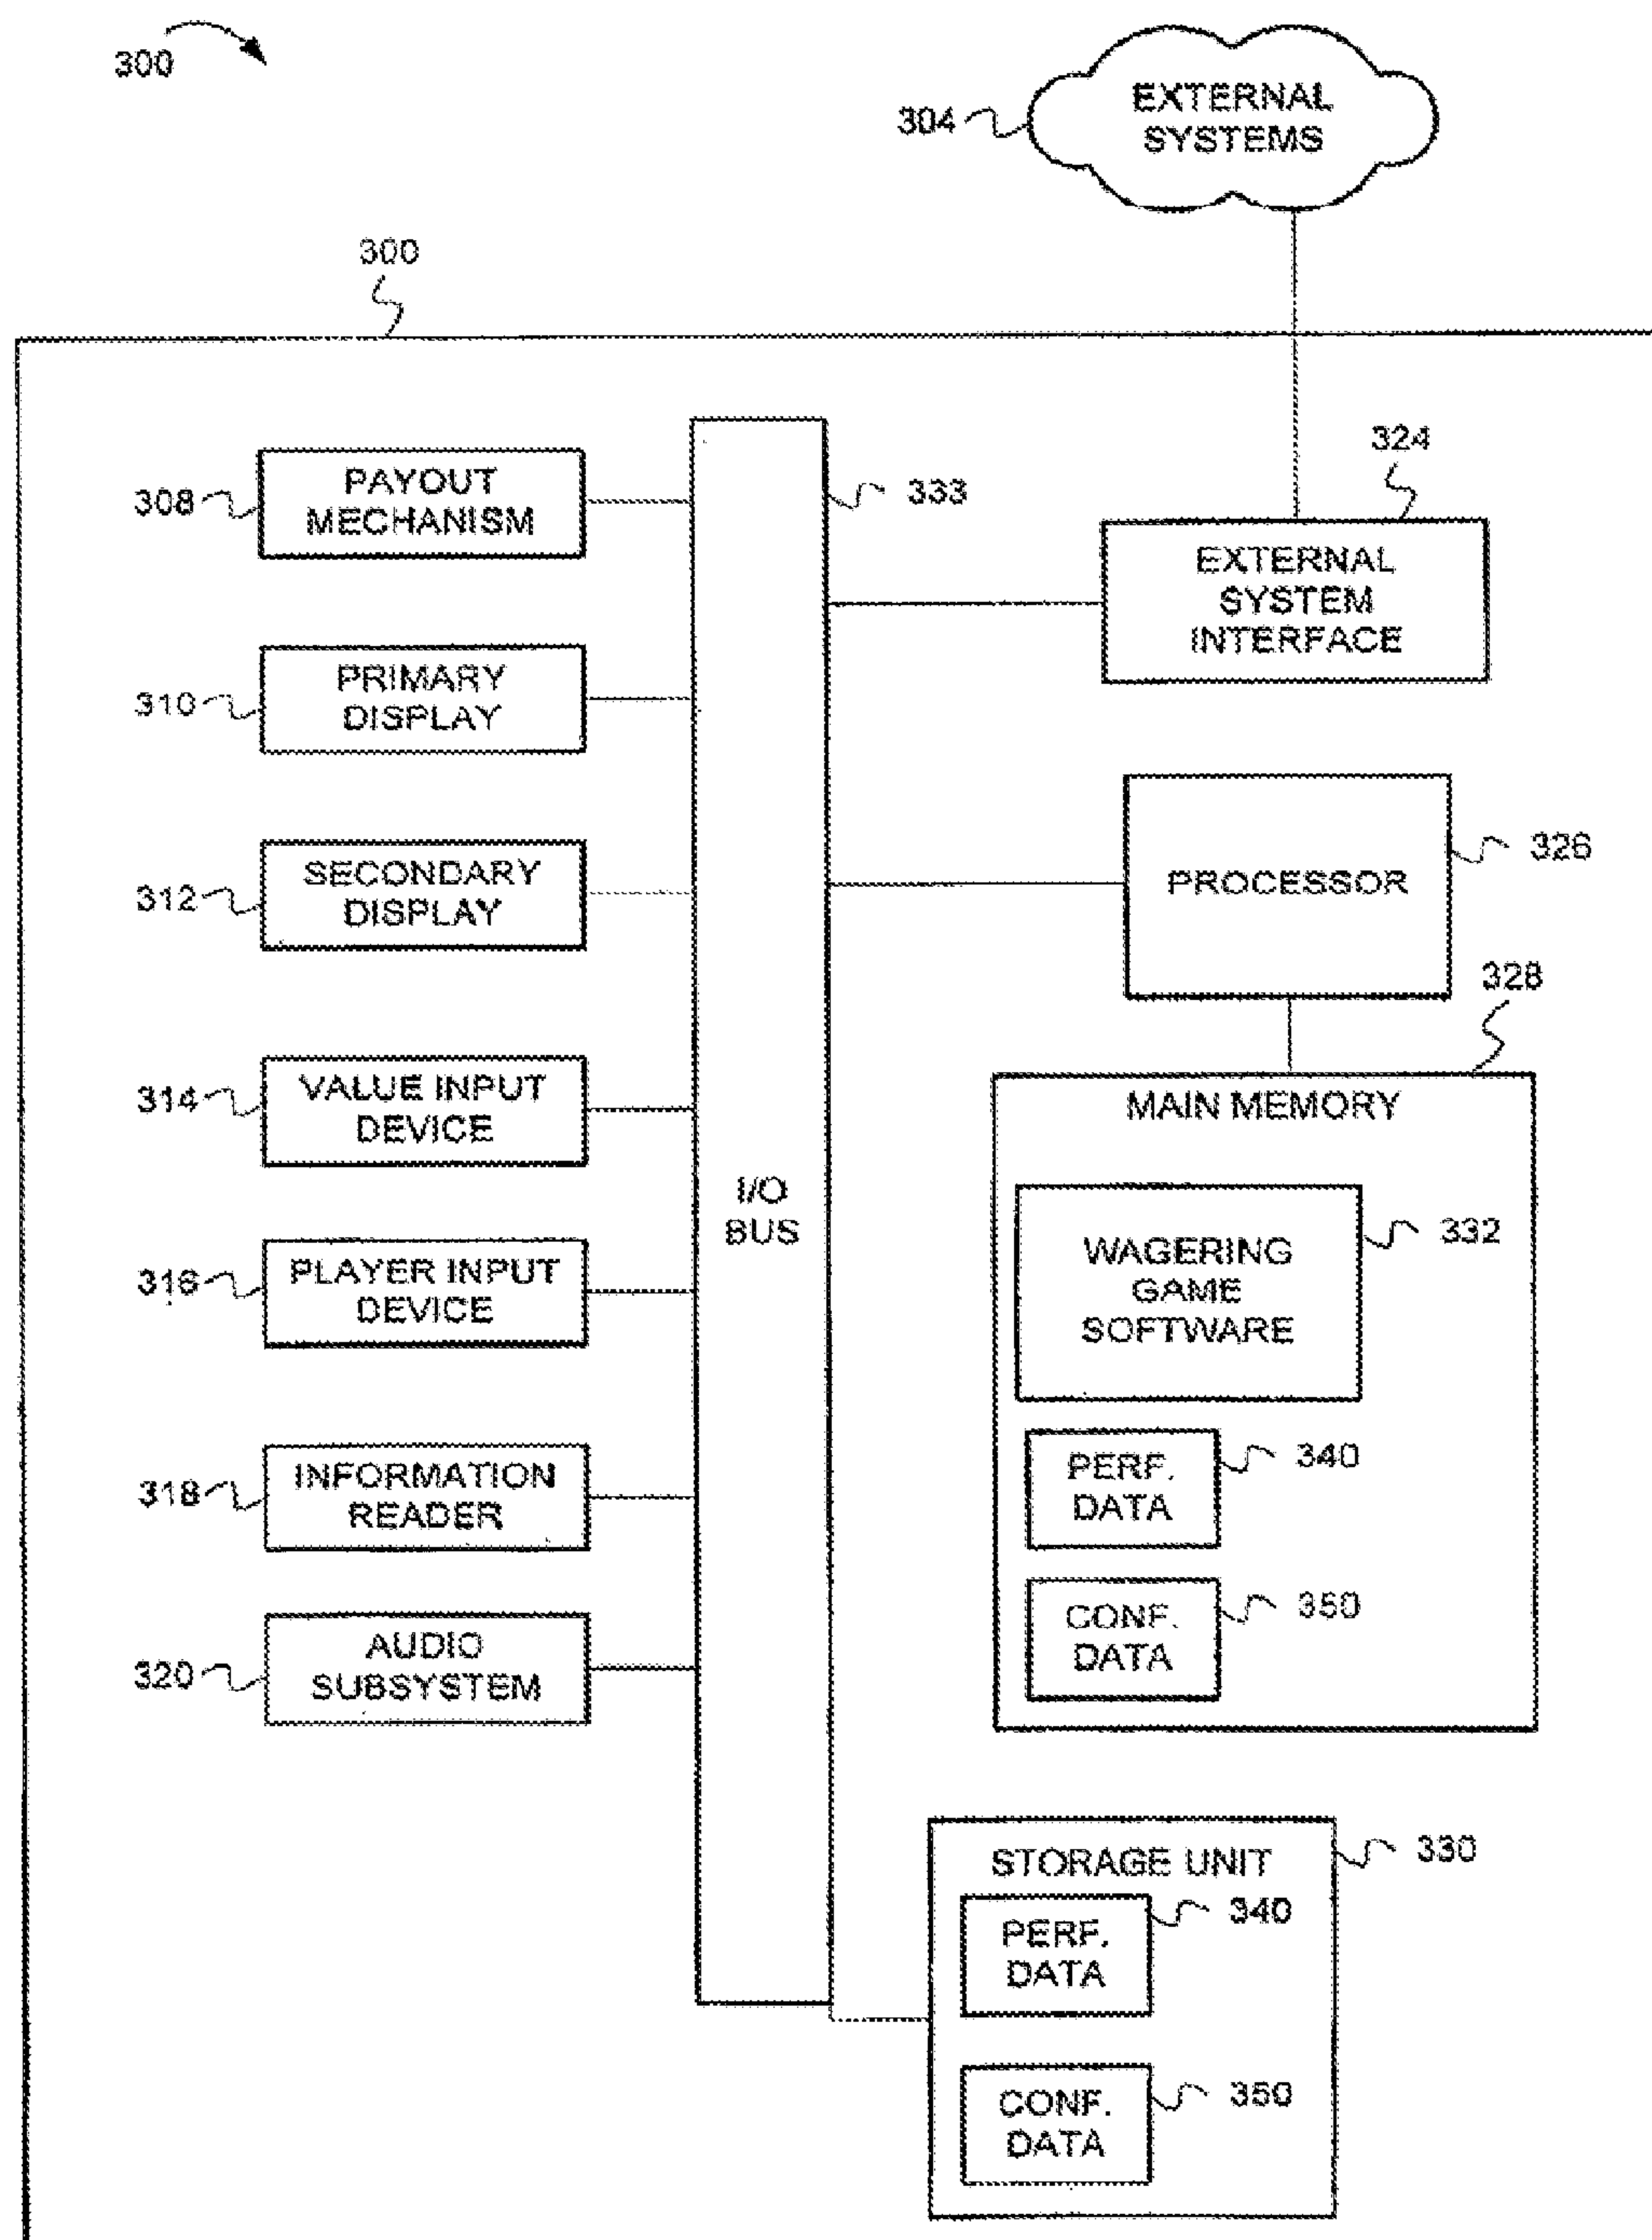 300
304
EXTERNAL
SYSTEMS
300
308
PAYOUT
MECHANISM
333
324
EXTERNAL
SYSTEM
INTERFACE
310
PRIMARY
DISPLAY
312
SECONDARY
DISPLAY
PROCESSOR
326
328
314
VALUE INPUT
DEVICE
I/O
BUS
MAIN MEMORY
WAGERING
GAME
SOFTWARE
332
316
PLAYER INPUT
DEVICE
318
INFORMATION
READER
PERF.
DATA
340
320
AUDIO
SUBSYSTEM
CONF.
DATA
350
STORAGE UNIT
330
PERF.
DATA
340
CONF.
DATA
350